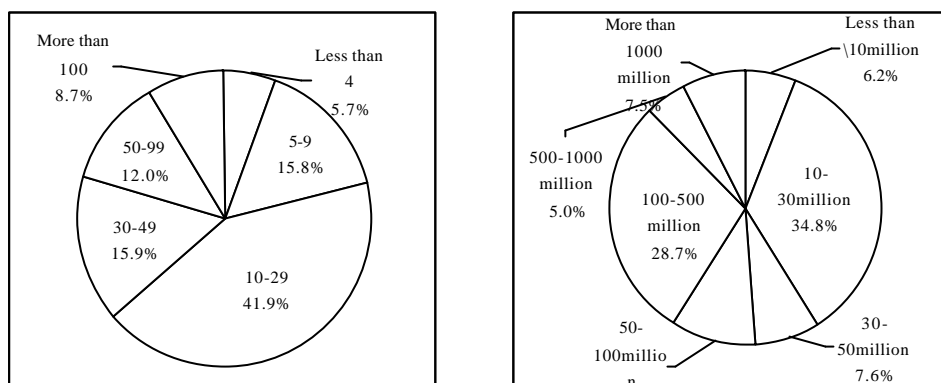 More than
100
8.7%
Less than
4
5.7%
5-9
15.8%
50-99
12.0%
30-49
15.9%
10-29
41.9%
More than
1000
million
7.5%
Less than
\10million
6.2%
500-1000
million
5.0%
10-
30million
34.8%
100-500
million
28.7%
50-
100millio
n
30-
50million
7.6%